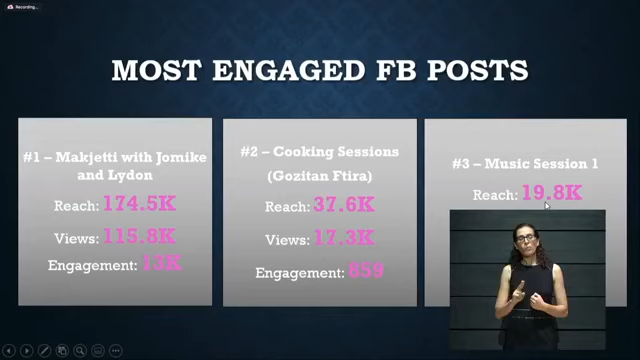 Recording...
MOST ENGAGED FB POSTS
#1 – Makjetti with Jomike
and Lydon
Reach: 174.5K
Views: 115.8K
Engagement: 13K
#2 – Cooking Sessions
(Gozitan Ftira)
Reach: 37.6K
Views: 17.3K
Engagement: 859
#3 – Music Session 1
Reach: 19.8K